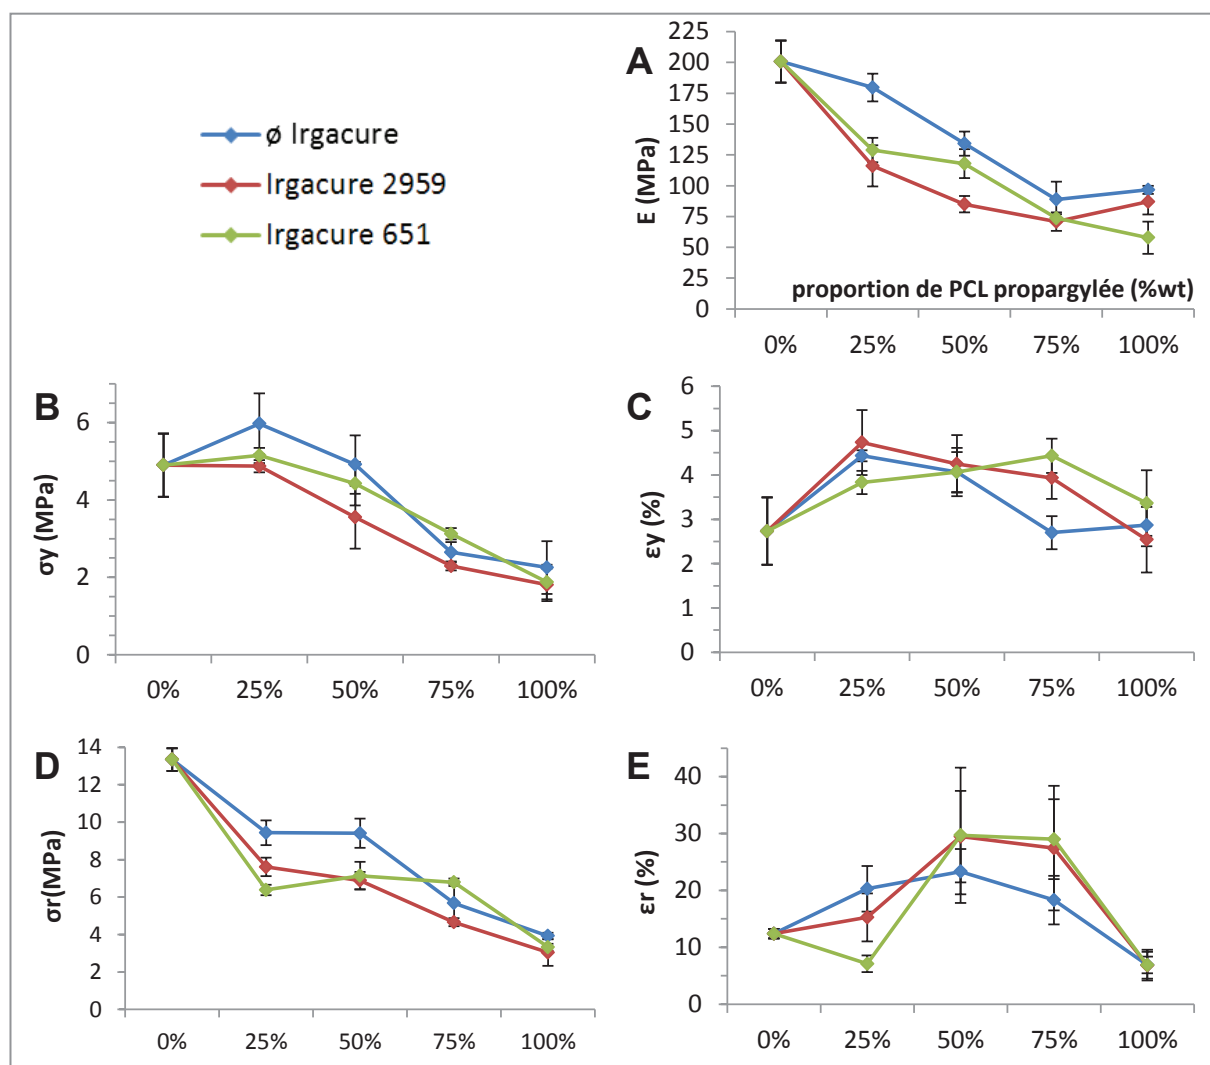 ø Irgacure
Irgacure 2959
Irgacure 651
A
E (MPa)
225
200
175
150
125
100
75
50
25
0
proportion de PCL propargylée (%wt)
0% 25% 50% 75% 100%
B
σy (MPa)
6
4
2
0
0% 25% 50% 75% 100%
C
εy (%)
6
5
4
3
2
1
0
0% 25% 50% 75% 100%
D
σr(MPa)
14
12
10
8
6
4
2
0
0% 25% 50% 75% 100%
E
εr (%)
40
30
20
10
0
0% 25% 50% 75% 100%